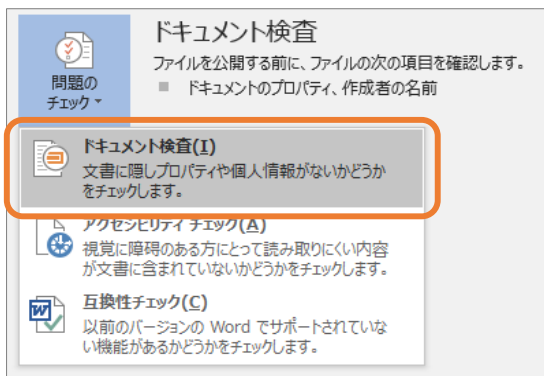 ドキュメント検査
ファイルを公開する前に、ファイルの次の項目を確認します。
ドキュメントのプロパティ、作成者の名前
問題の
チェック
ドキュメント検査(I)
文書に隠しプロパティや個人情報がないかどうか
をチェックします。
アクセシビリティ チェック(A)
視覚に障碍のある方にとって読み取りにくい内容
が文書に含まれていないかどうかをチェックします。
互換性チェック(C)
以前のバージョンの Word でサポートされていな
い機能があるかどうかをチェックします。